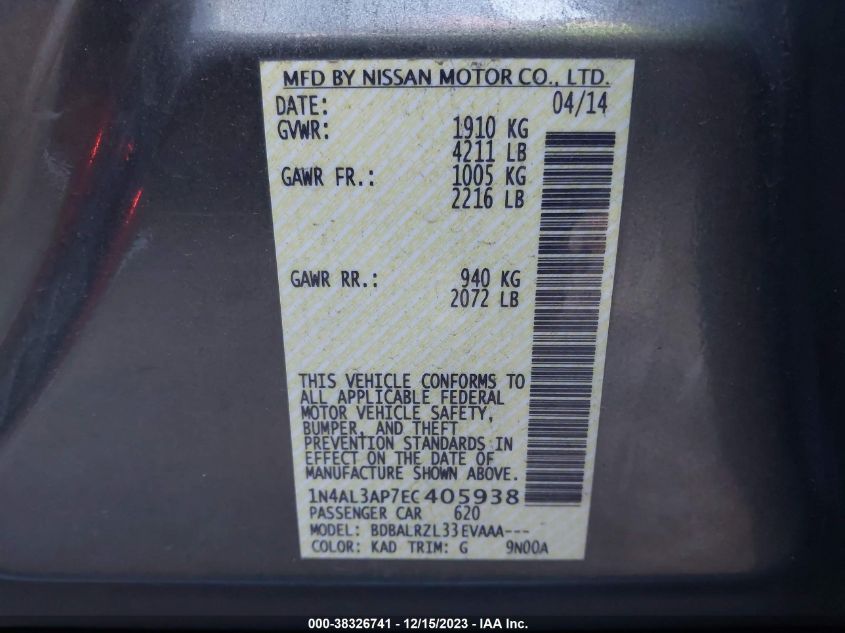 MFD BY NISSAN MOTOR CO., LTD.
DATE: 04/14
GVWR: 1910 KG
4211 LB
GAWR FR.: 1005 KG
2216 LB
GAWR RR.: 940 KG
2072 LB
THIS VEHICLE CONFORMS TO
ALL APPLICABLE FEDERAL
MOTOR VEHICLE SAFETY,
BUMPER, AND THEFT
PREVENTION STANDARDS IN
EFFECT ON THE DATE OF
MANUFACTURE SHOWN ABOVE.
1N4AL3AP7EC405938
PASSENGER CAR 620
MODEL: BDBALRZL33EVAAA---
COLOR: KAD TRIM: G 9N00A
000-38326741 - 12/15/2023 - IAA Inc.